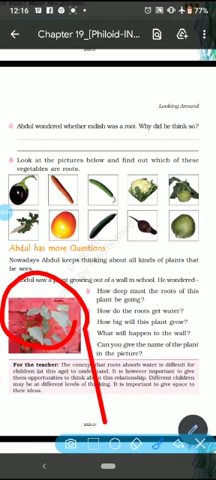 12:16
77%
Chapter 19_[Philoid-IN...
2020-21
Looking Around
Abdul wondered whether radish was a root. Why did he think so?
Look at the pictures below and find out which of these
vegetables are roots.
Abdul has more Questions
Nowadays Abdul keeps thinking about all kinds of plants that
he sees.
Abdul saw a plant growing out of a wall in school. He wondered–
How deep must the roots of this
plant be going?
How do the roots get water?
How big will this plant grow?
What will happen to the wall?
Can you give the name of the plant
in the picture?
For the teacher: The concept that roots absorb water is difficult for
children (at this age) to understand. It is however important to give
them opportunities to think about this relationship. Different children
may be at different levels of thinking. It is important to give space to
their ideas.
2020-21